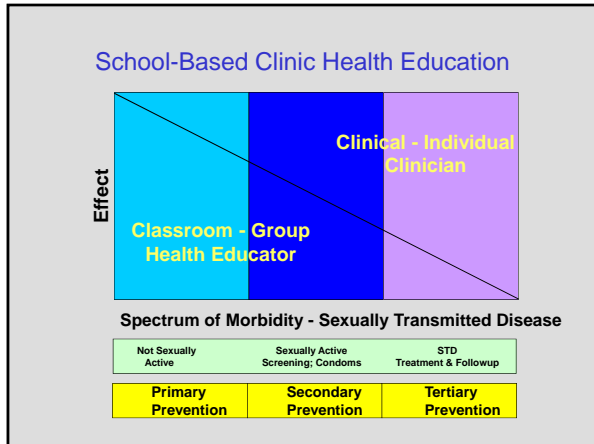 School-Based Clinic Health Education
Clinical - Individual
Clinician
Effect
Classroom - Group
Health Educator
Spectrum of Morbidity - Sexually Transmitted Disease
Not Sexually
Active
Sexually Active
Screening; Condoms
STD
Treatment & Followup
Primary
Prevention
Secondary
Prevention
Tertiary
Prevention